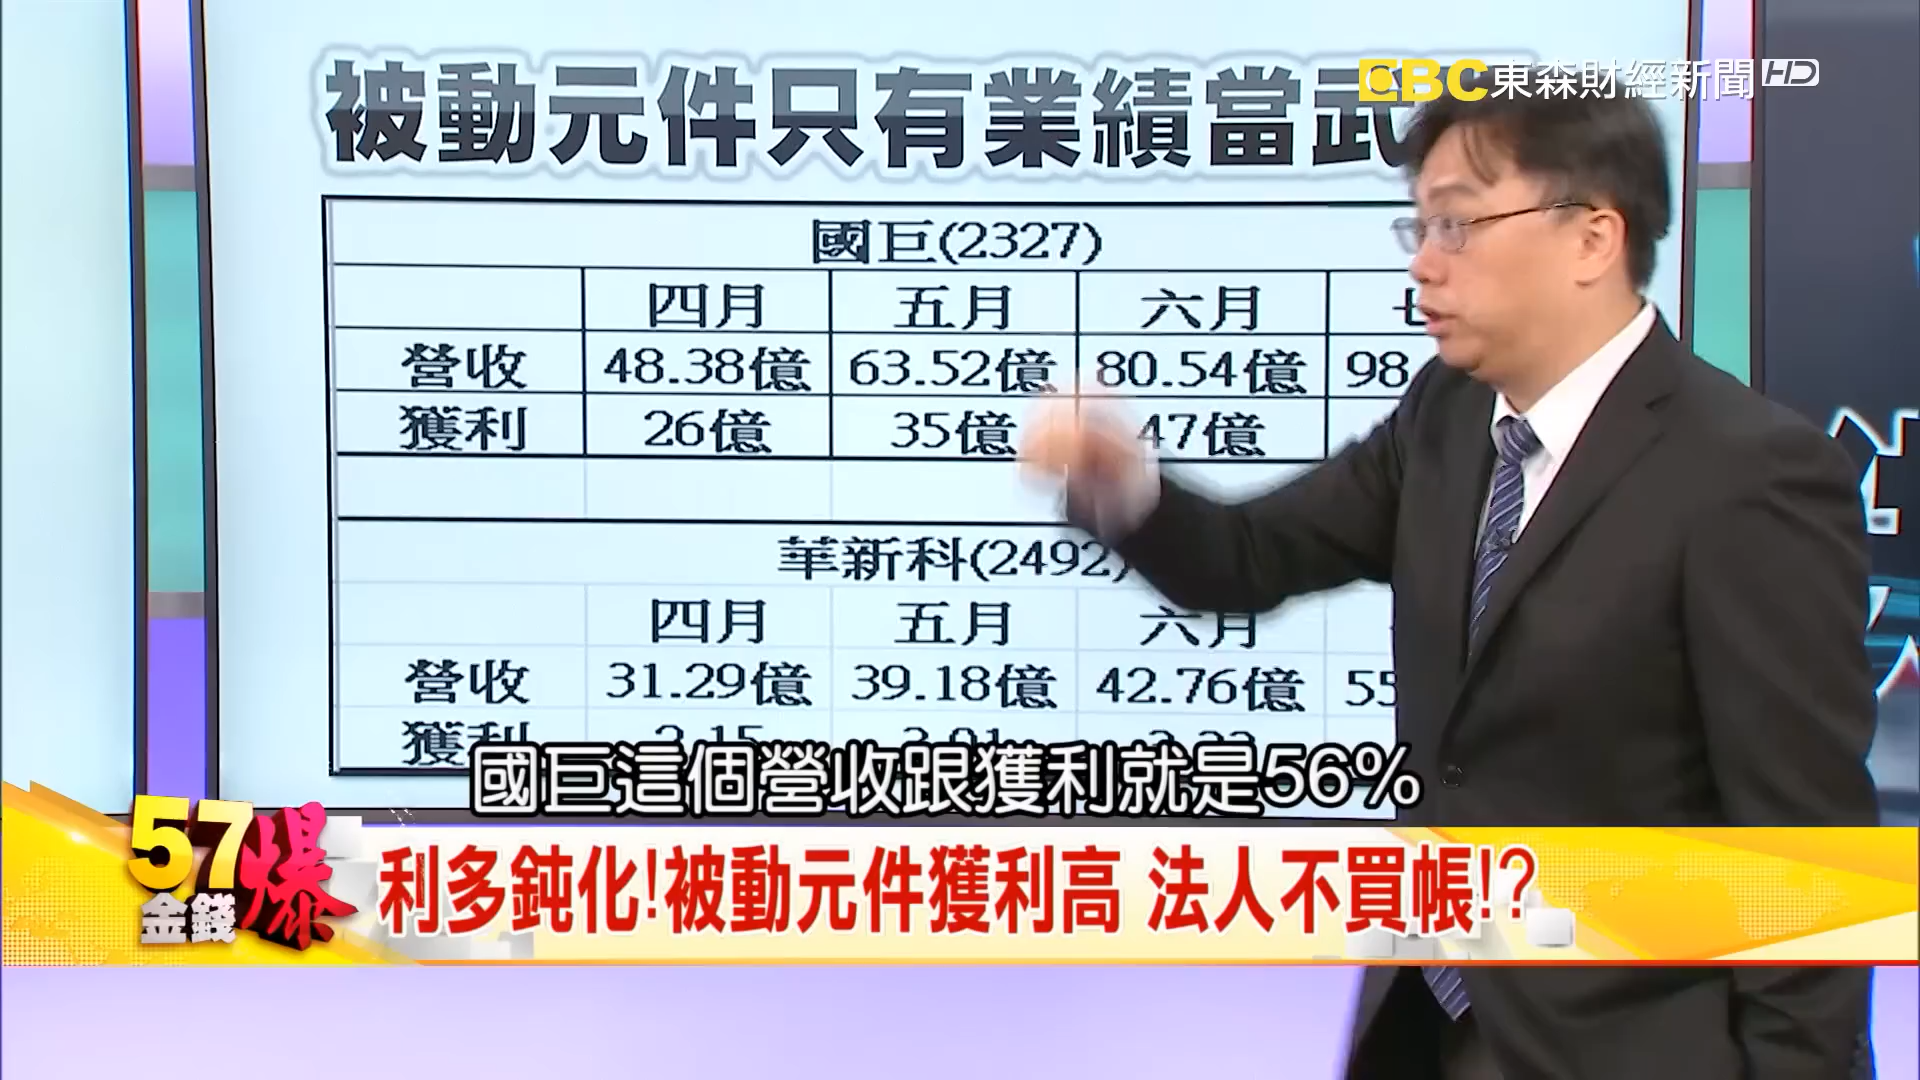 被動元件只有業績當武
EBC東森財經新聞HD
國巨(2327)
四月 五月 六月 七
營收 48.38億 63.52億 80.54億 98.
獲利 26億 35億 47億
華新科(2492)
四月 五月 六月
營收 31.29億 39.18億 42.76億 55
獲利
國巨這個營收跟獲利就是56%
57金錢爆
利多鈍化!被動元件獲利高 法人不買帳!?